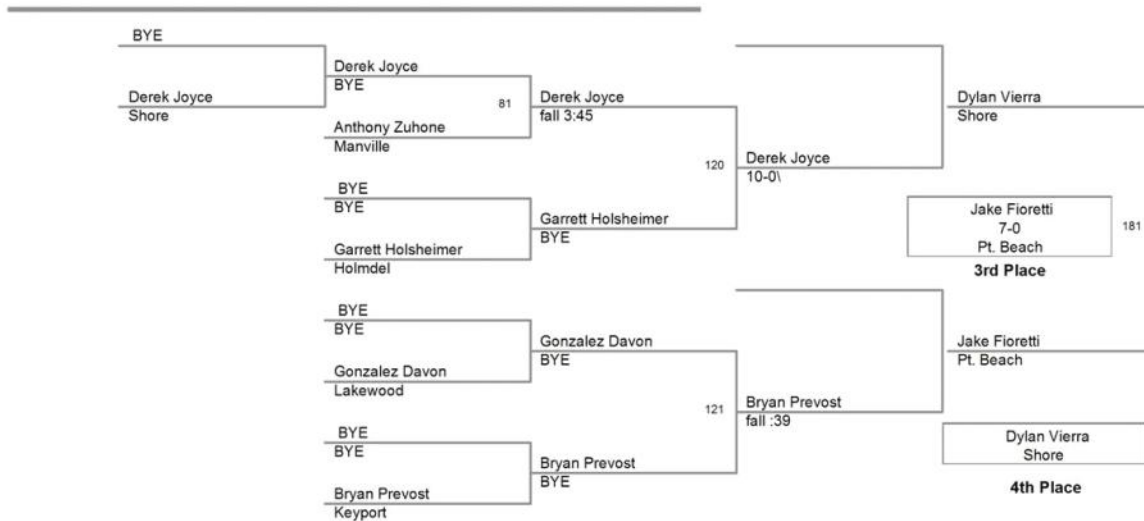 BYE
Derek Joyce
Shore
Derek Joyce
BYE
81
Anthony Zuhone
Manville
Derek Joyce
fall 3:45
BYE
BYE
Garrett Holsheimer
Holmdel
Garrett Holsheimer
BYE
120
Derek Joyce
10-0\
Dylan Vierra
Shore
Jake Fioretti
7-0
Pt. Beach
181
3rd Place
BYE
BYE
Gonzalez Davon
Lakewood
Gonzalez Davon
BYE
BYE
BYE
Bryan Prevost
Keyport
Bryan Prevost
BYE
121
Bryan Prevost
fall :39
Jake Fioretti
Pt. Beach
Dylan Vierra
Shore
4th Place